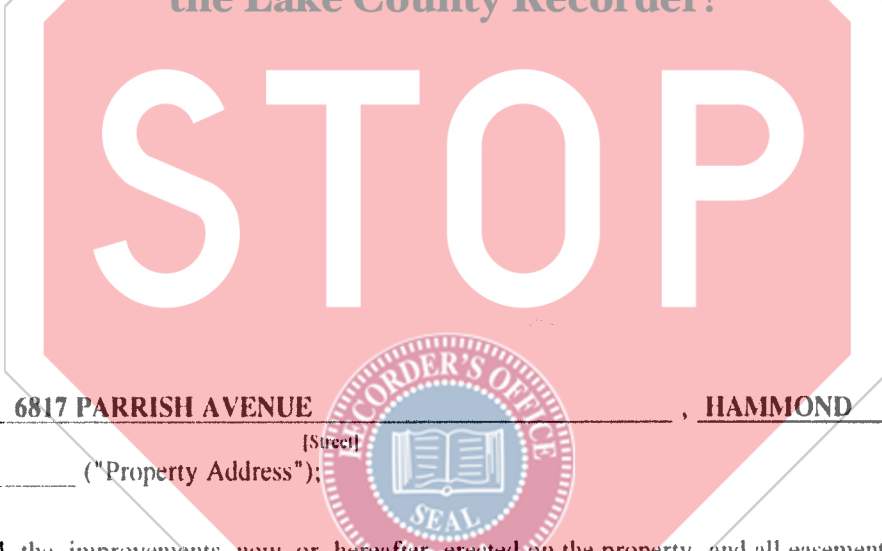 the Lake County Recorder!
STOP
RECORDER'S OFFICE
6817 PARRISH AVENUE , HAMMOND
[Street]
("Property Address");
SEAL
the improvements now or hereafter erected on the property, and all easement